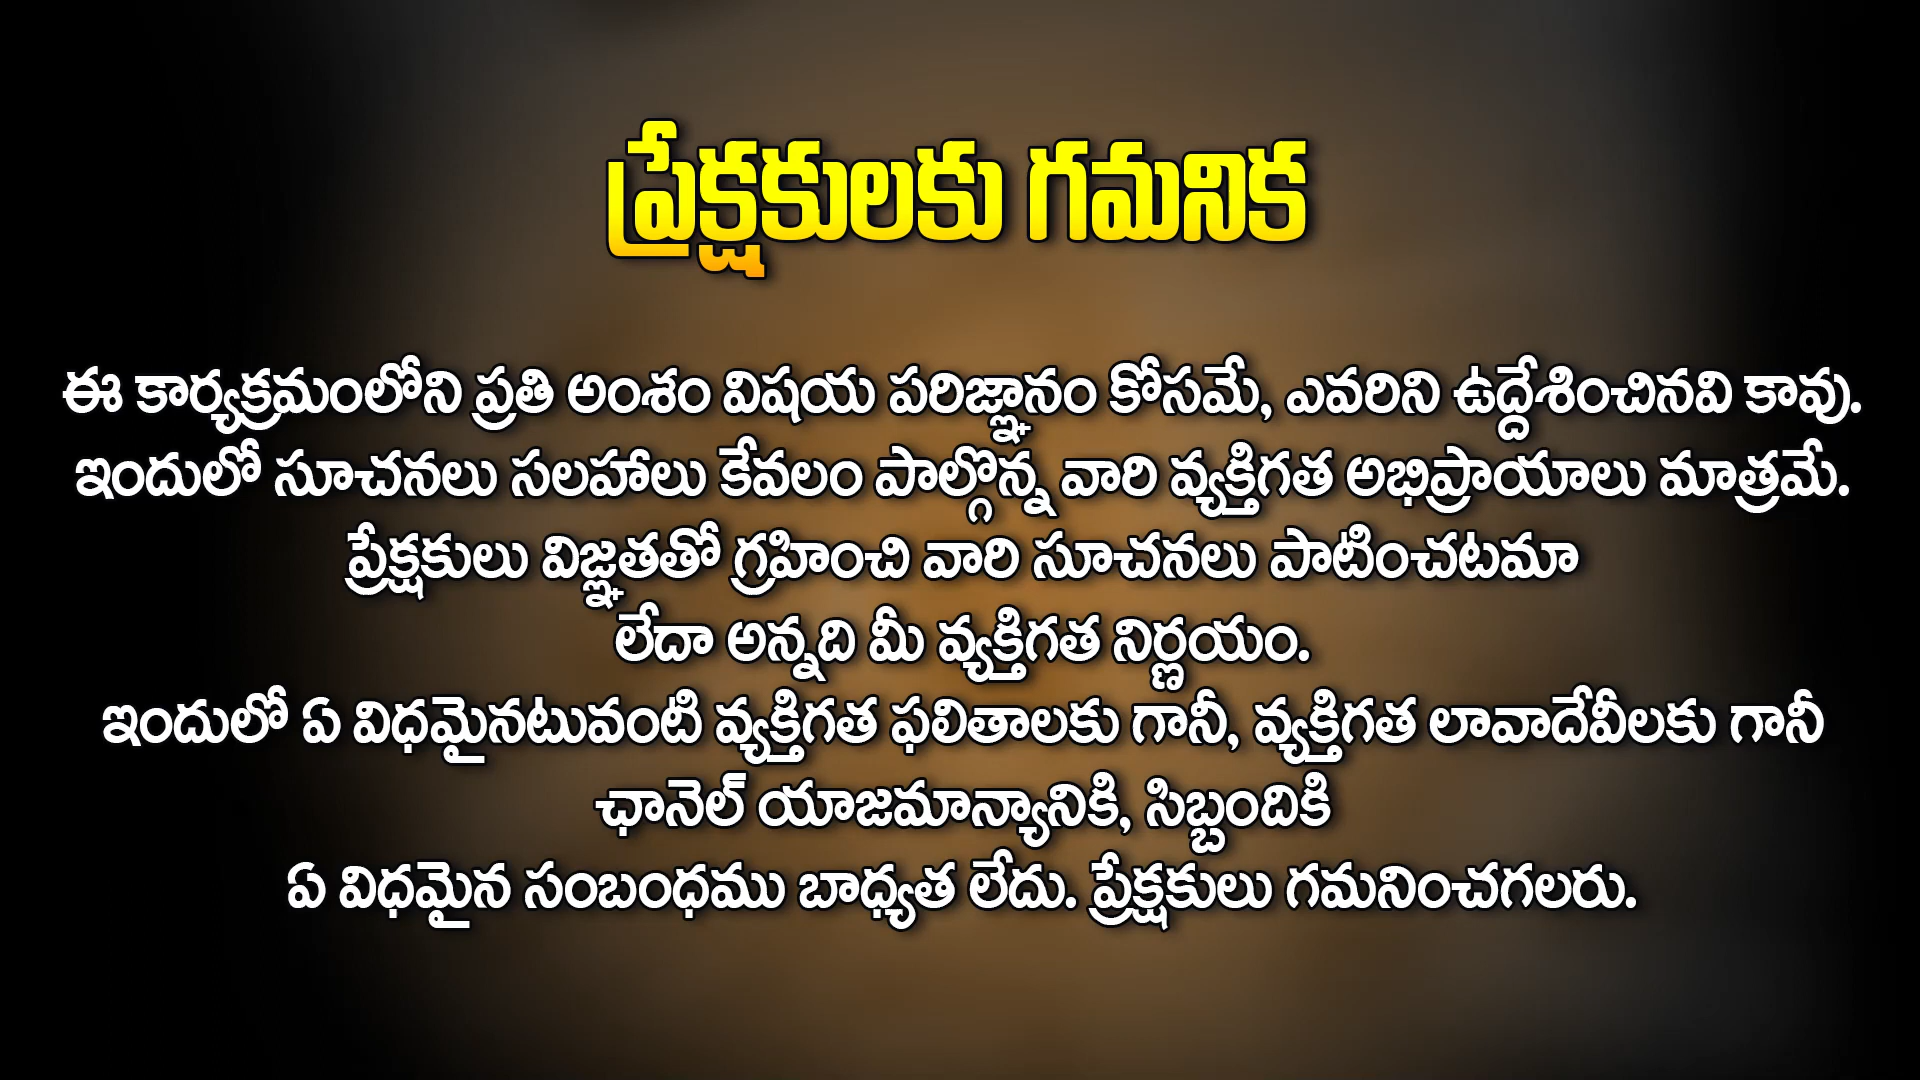 ప్రేక్షకులకు గమనిక
ఈ కార్యక్రమంలోని ప్రతి అంశం విషయ పరిజ్ఞానం కోసమే, ఎవరిని ఉద్దేశించినవి కావు.
ఇందులో సూచనలు సలహాలు కేవలం పాల్గొన్న వారి వ్యక్తిగత అభిప్రాయాలు మాత్రమే.
ప్రేక్షకులు విజ్ఞతతో గ్రహించి వారి సూచనలు పాటించటమా
లేదా అన్నది మీ వ్యక్తిగత నిర్ణయం.
ఇందులో ఏ విధమైనటువంటి వ్యక్తిగత ఫలితాలకు గానీ, వ్యక్తిగత లావాదేవీలకు గానీ
ఛానెల్ యాజమాన్యానికి, సిబ్బందికి
ఏ విధమైన సంబంధము బాధ్యత లేదు. ప్రేక్షకులు గమనించగలరు.